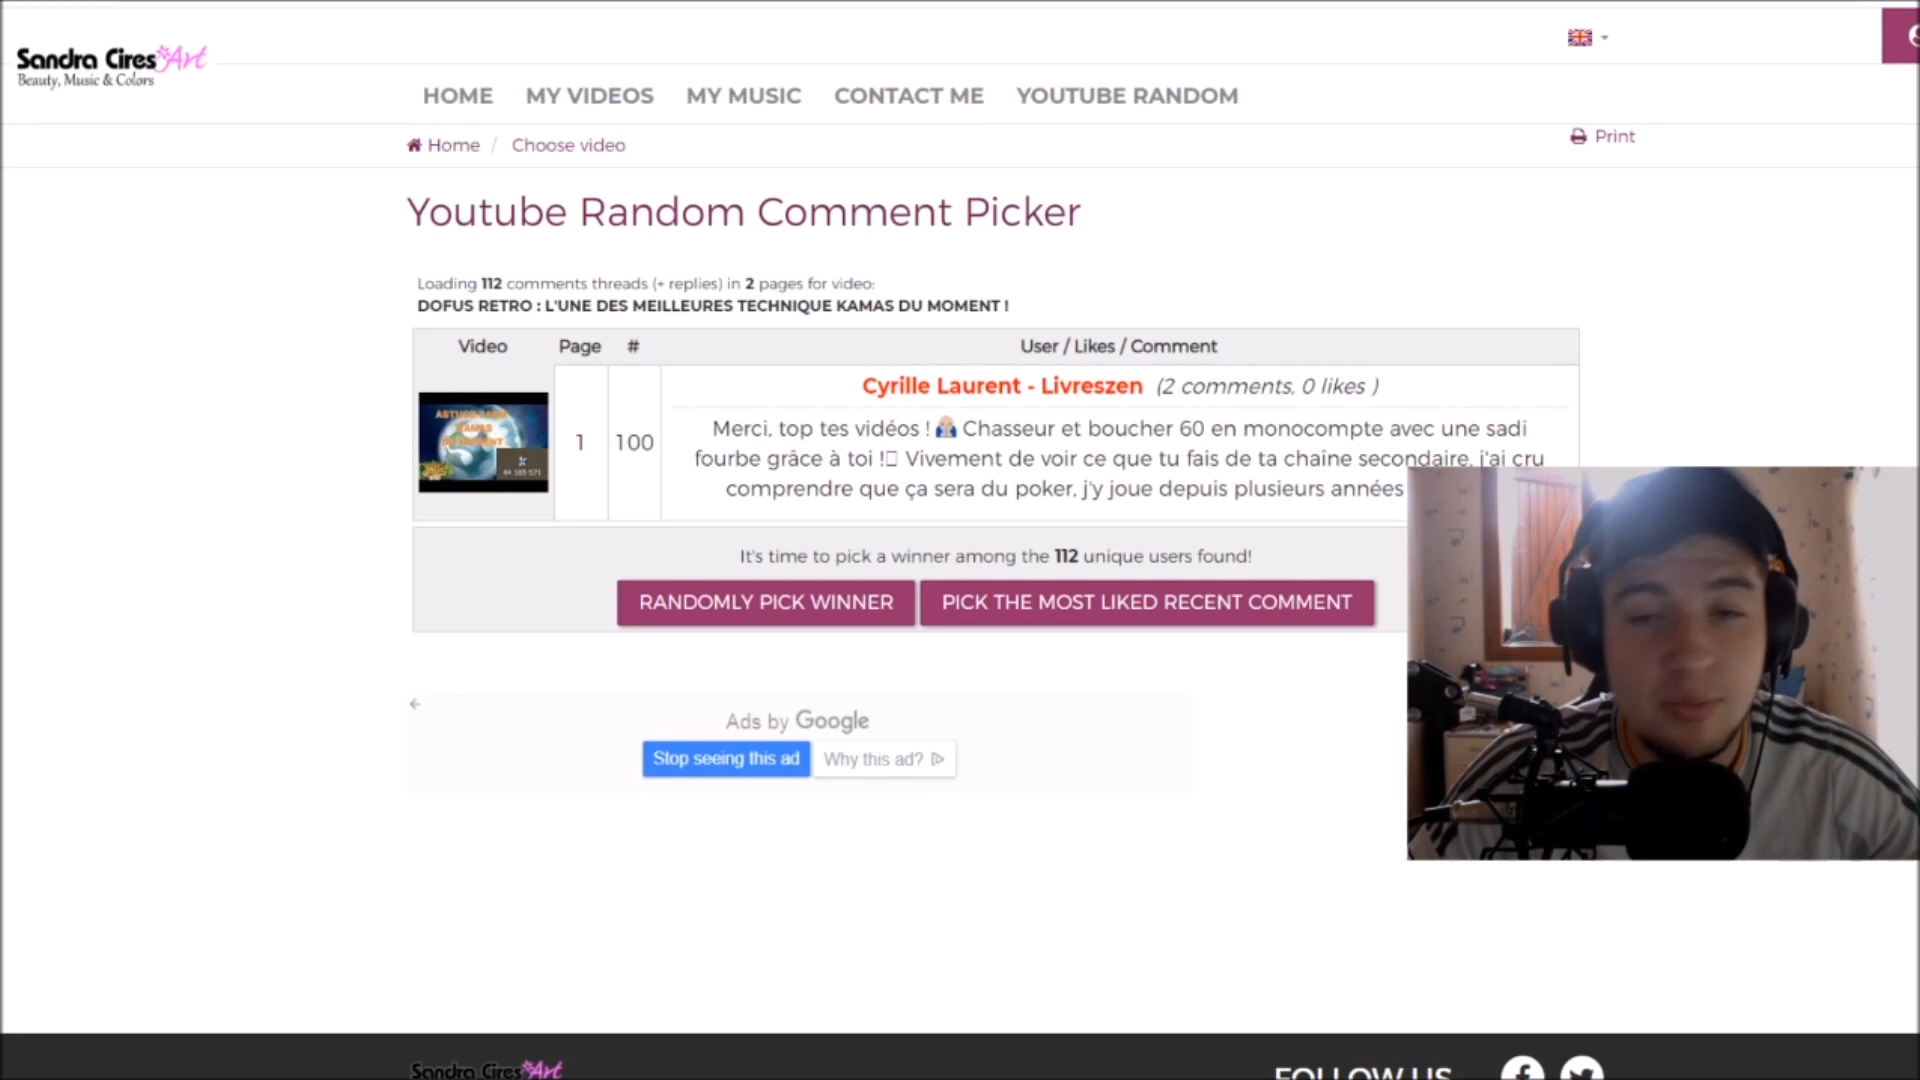 Sandra Cires Art
Beauty, Music & Colors
HOME MY VIDEOS MY MUSIC CONTACT ME YOUTUBE RANDOM
Home / Choose video
Print
Youtube Random Comment Picker
Loading 112 comments threads (+ replies) in 2 pages for video:
DOFUS RETRO : L'UNE DES MEILLEURES TECHNIQUE KAMAS DU MOMENT !
Video Page # User / Likes / Comment
Cyrille Laurent - Livreszen (2 comments, 0 likes )
1 100
Merci, top tes vidéos ! Chasseur et boucher 60 en monocompte avec une sadi
fourbe grâce à toi ! Vivement de voir ce que tu fais de ta chaîne secondaire, j'ai cru
comprendre que ça sera du poker, j'y joue depuis plusieurs années
It's time to pick a winner among the 112 unique users found!
RANDOMLY PICK WINNER PICK THE MOST LIKED RECENT COMMENT
Ads by Google
Stop seeing this ad Why this ad?
Sandra Cires Art
FOLLOW US